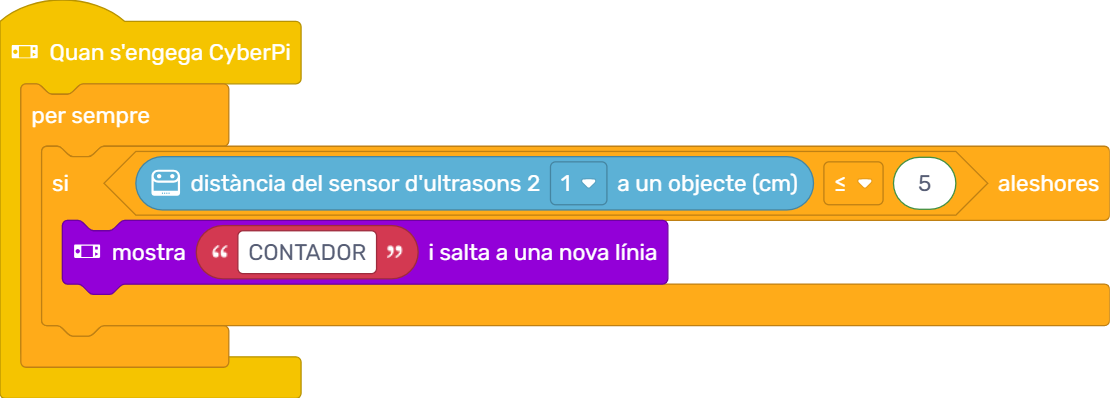 Quan s'engega CyberPi
per sempre
si distància del sensor d'ultrasons 2 1 a un objecte (cm) ≤ 5 aleshores
mostra “ CONTADOR ” i salta a una nova línia